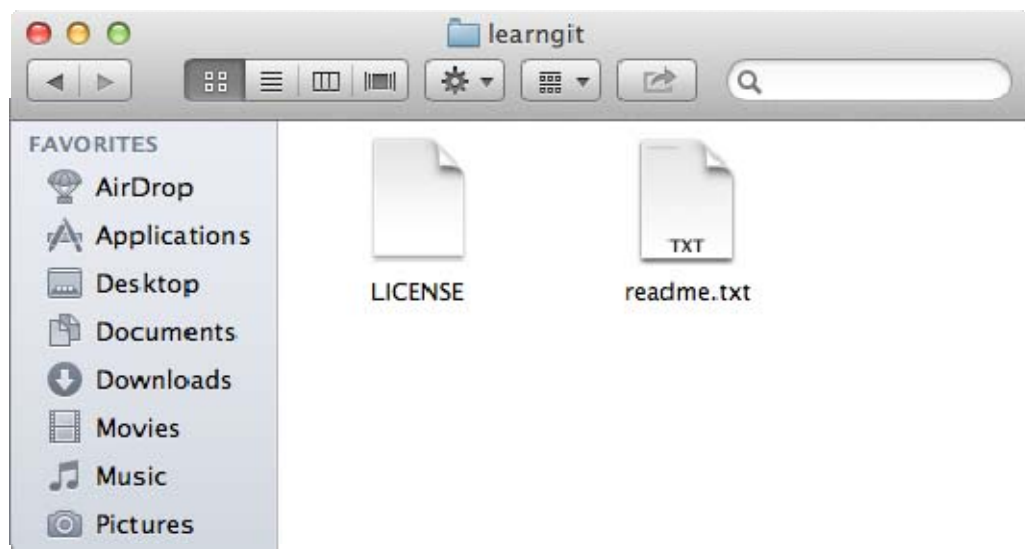 learngit
FAVORITES
AirDrop
Applications
Desktop
Documents
Downloads
Movies
Music
Pictures
TXT
LICENSE
readme.txt